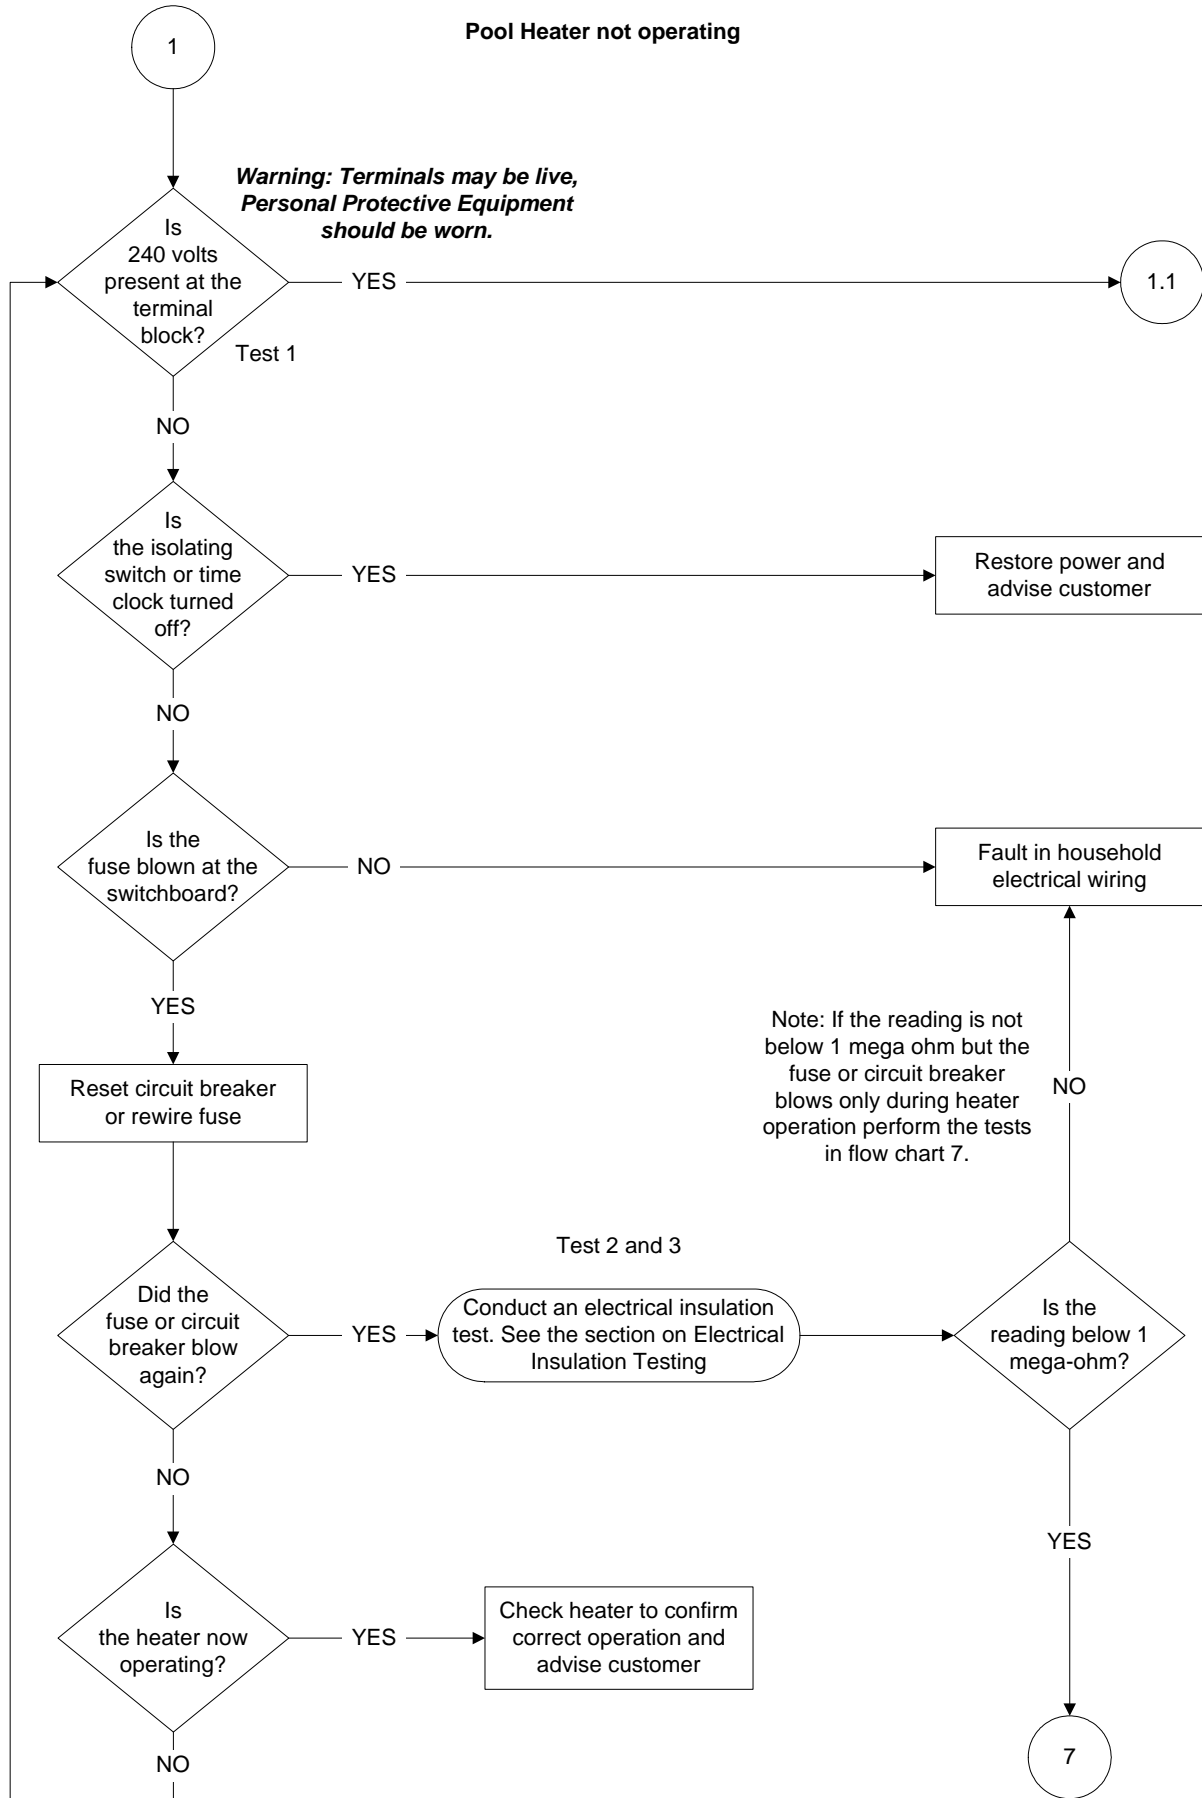 Pool Heater not operating
1
Warning: Terminals may be live,
Personal Protective Equipment
should be worn.
Is
240 volts
present at the
terminal
block?
YES
1.1
Test 1
NO
Is
the isolating
switch or time
clock turned
off?
YES
Restore power and
advise customer
NO
Is the
fuse blown at the
switchboard?
NO
Fault in household
electrical wiring
YES
Note: If the reading is not
below 1 mega ohm but the
fuse or circuit breaker
blows only during heater
operation perform the tests
in flow chart 7.
NO
Reset circuit breaker
or rewire fuse
Test 2 and 3
Did the
fuse or circuit
breaker blow
again?
YES
Conduct an electrical insulation
test. See the section on Electrical
Insulation Testing
Is the
reading below 1
mega-ohm?
NO
YES
Is
the heater now
operating?
YES
Check heater to confirm
correct operation and
advise customer
NO
7